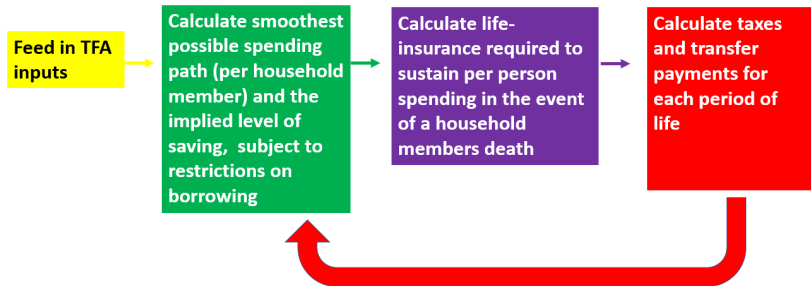 Feed in TFA
inputs
Calculate smoothest
possible spending
path (per household
member) and the
implied level of
saving,  subject to
restrictions on
borrowing
Calculate life-
insurance required to
sustain per person
spending in the event
of a household
members death
Calculate taxes
and transfer
payments for
each period of
life